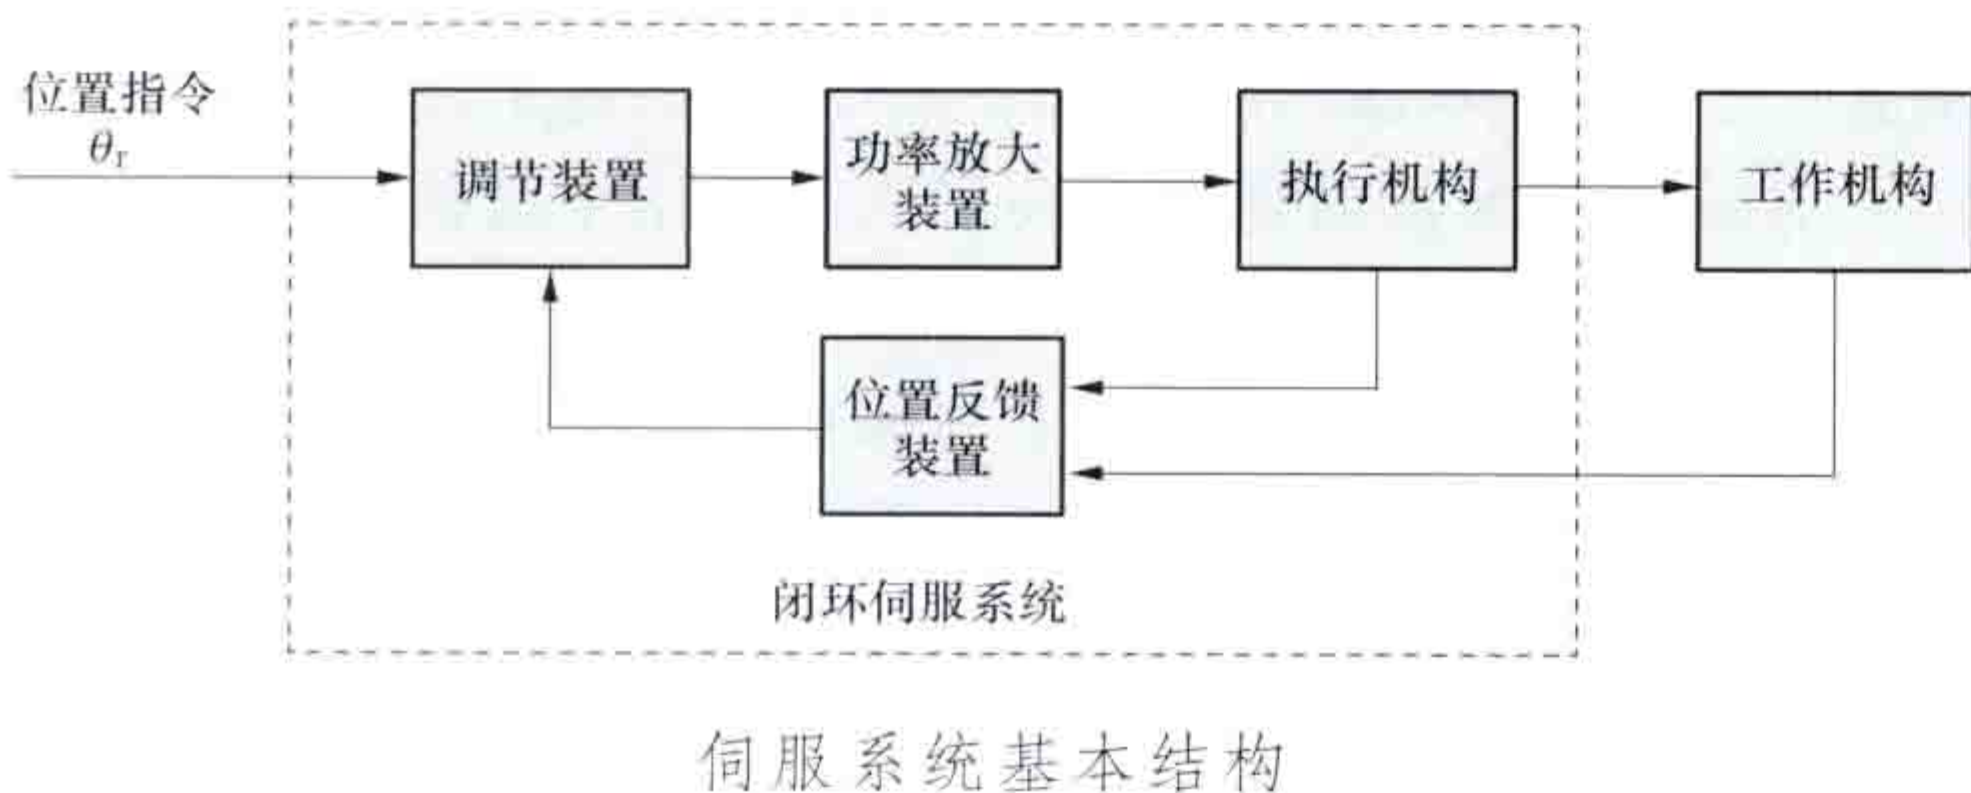 位置指令
θr
调节装置
功率放大
装置
执行机构
工作机构
位置反馈
装置
闭环伺服系统
伺服系统基本结构